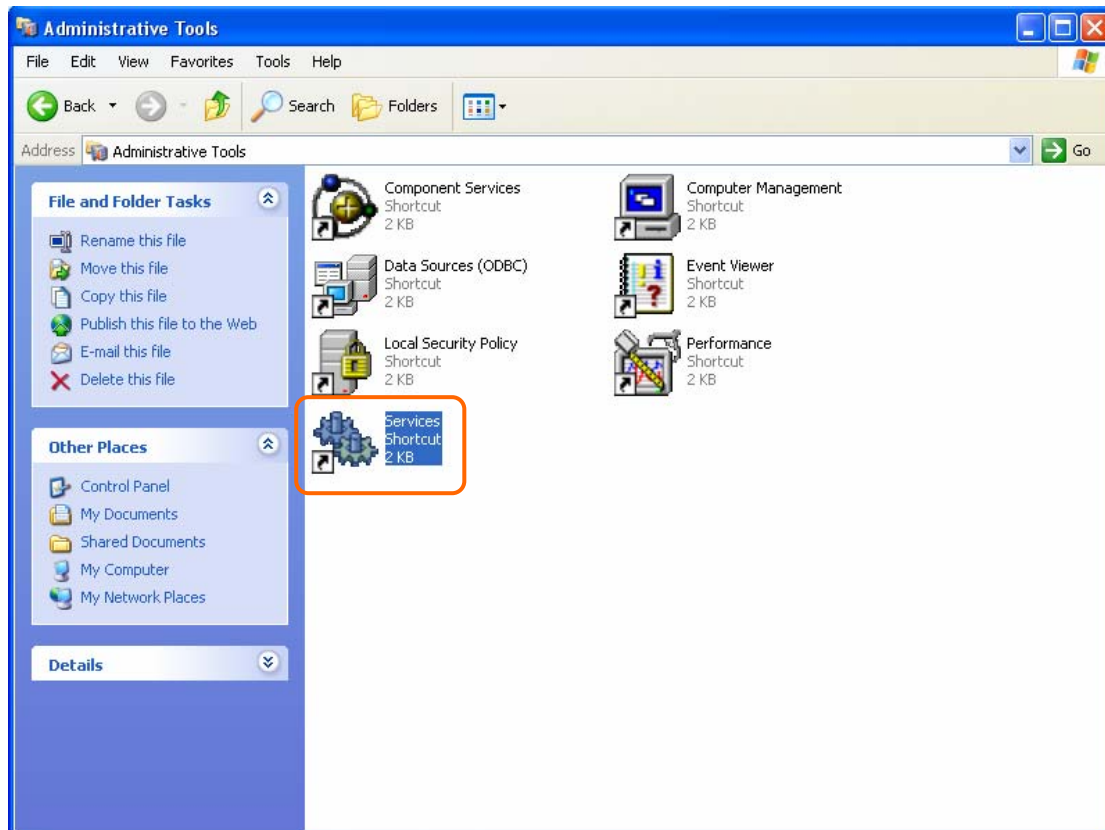 Administrative Tools
File Edit View Favorites Tools Help
Back Search Folders
Address Administrative Tools Go
File and Folder Tasks
Rename this file
Move this file
Copy this file
Publish this file to the Web
E-mail this file
Delete this file
Other Places
Control Panel
My Documents
Shared Documents
My Computer
My Network Places
Details
Component Services
Shortcut
2 KB
Computer Management
Shortcut
2 KB
Data Sources (ODBC)
Shortcut
2 KB
Event Viewer
Shortcut
2 KB
Local Security Policy
Shortcut
2 KB
Performance
Shortcut
2 KB
Services
Shortcut
2 KB